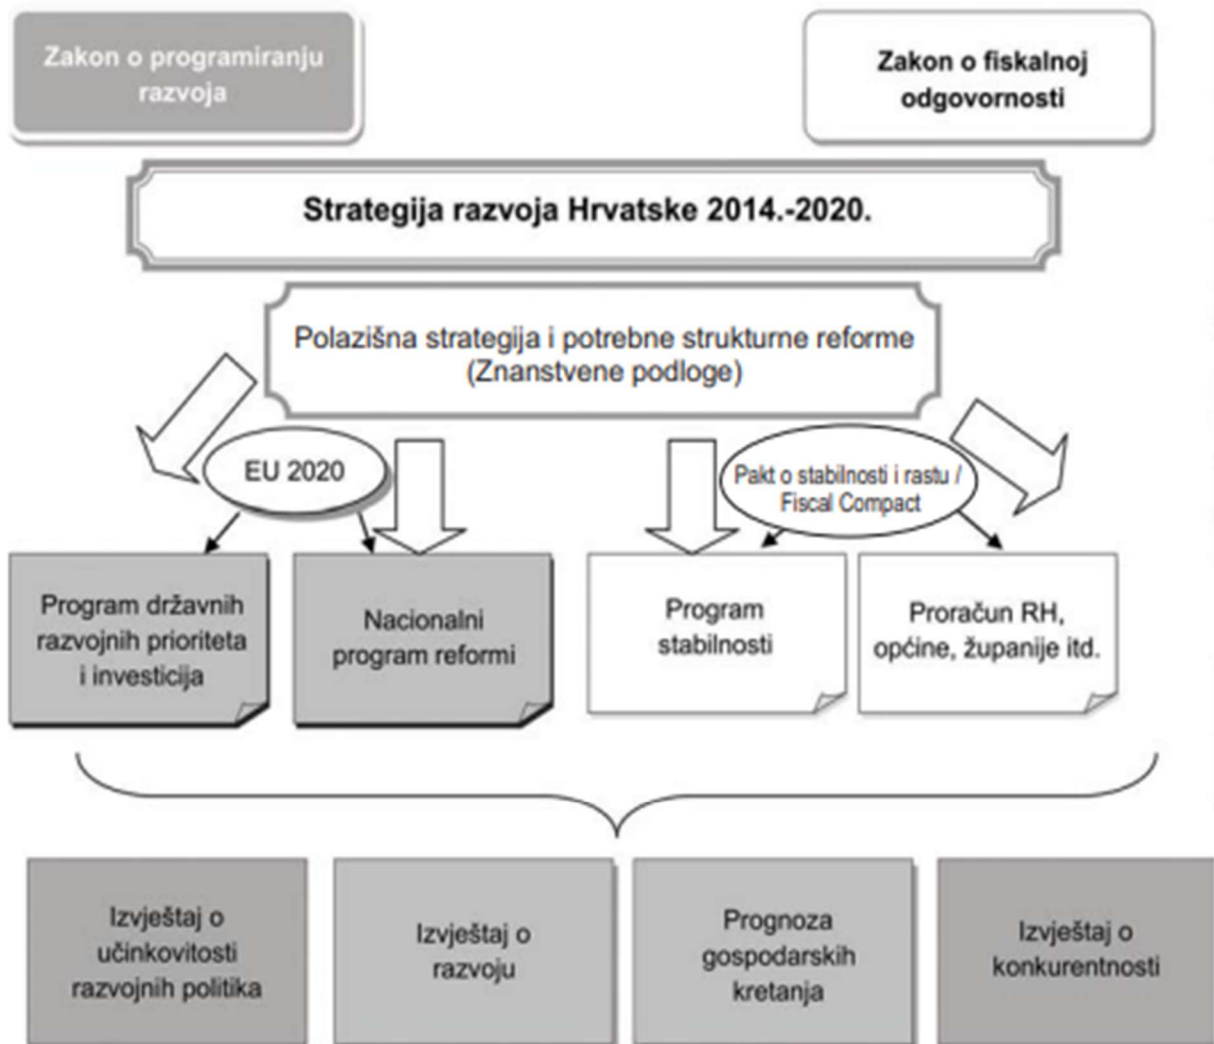 Zakon o programiranju
razvoja
Zakon o fiskalnoj
odgovornosti
Strategija razvoja Hrvatske 2014.-2020.
Polazišna strategija i potrebne strukturne reforme
(Znanstvene podloge)
EU 2020
Pakt o stabilnosti i rastu /
Fiscal Compact
Program državnih
razvojnih prioriteta
i investicija
Nacionalni
program reformi
Program
stabilnosti
Proračun RH,
općine, županije itd.
Izvještaj o
učinkovitosti
razvojnih politika
Izvještaj o
razvoju
Prognoza
gospodarskih
kretanja
Izvještaj o
konkurentnosti